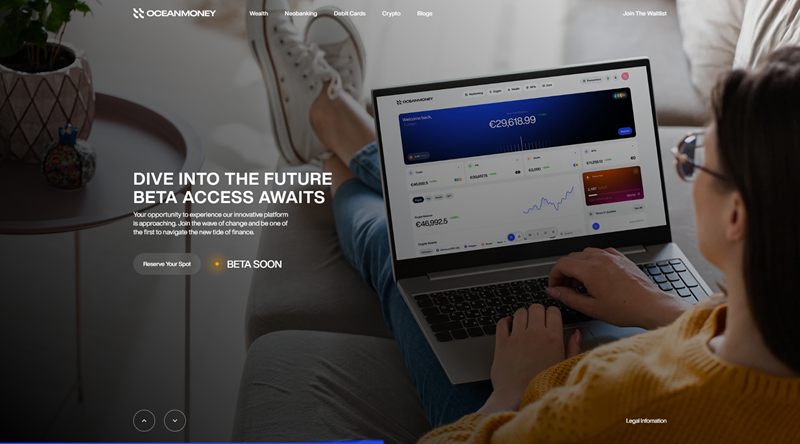 OCEANMONEY
Wealth
Neobanking
Debit Cards
Crypto
Blogs
Join The Waitlist
OCEANMONEY
Welcome back,
€29,618.99
DIVE INTO THE FUTURE
BETA ACCESS AWAITS
Your opportunity to experience our innovative platform
is approaching. Join the wave of change and be one of
the first to navigate the new tide of finance.
Reserve Your Spot
BETA SOON
€46,992.5
Legal Infomation